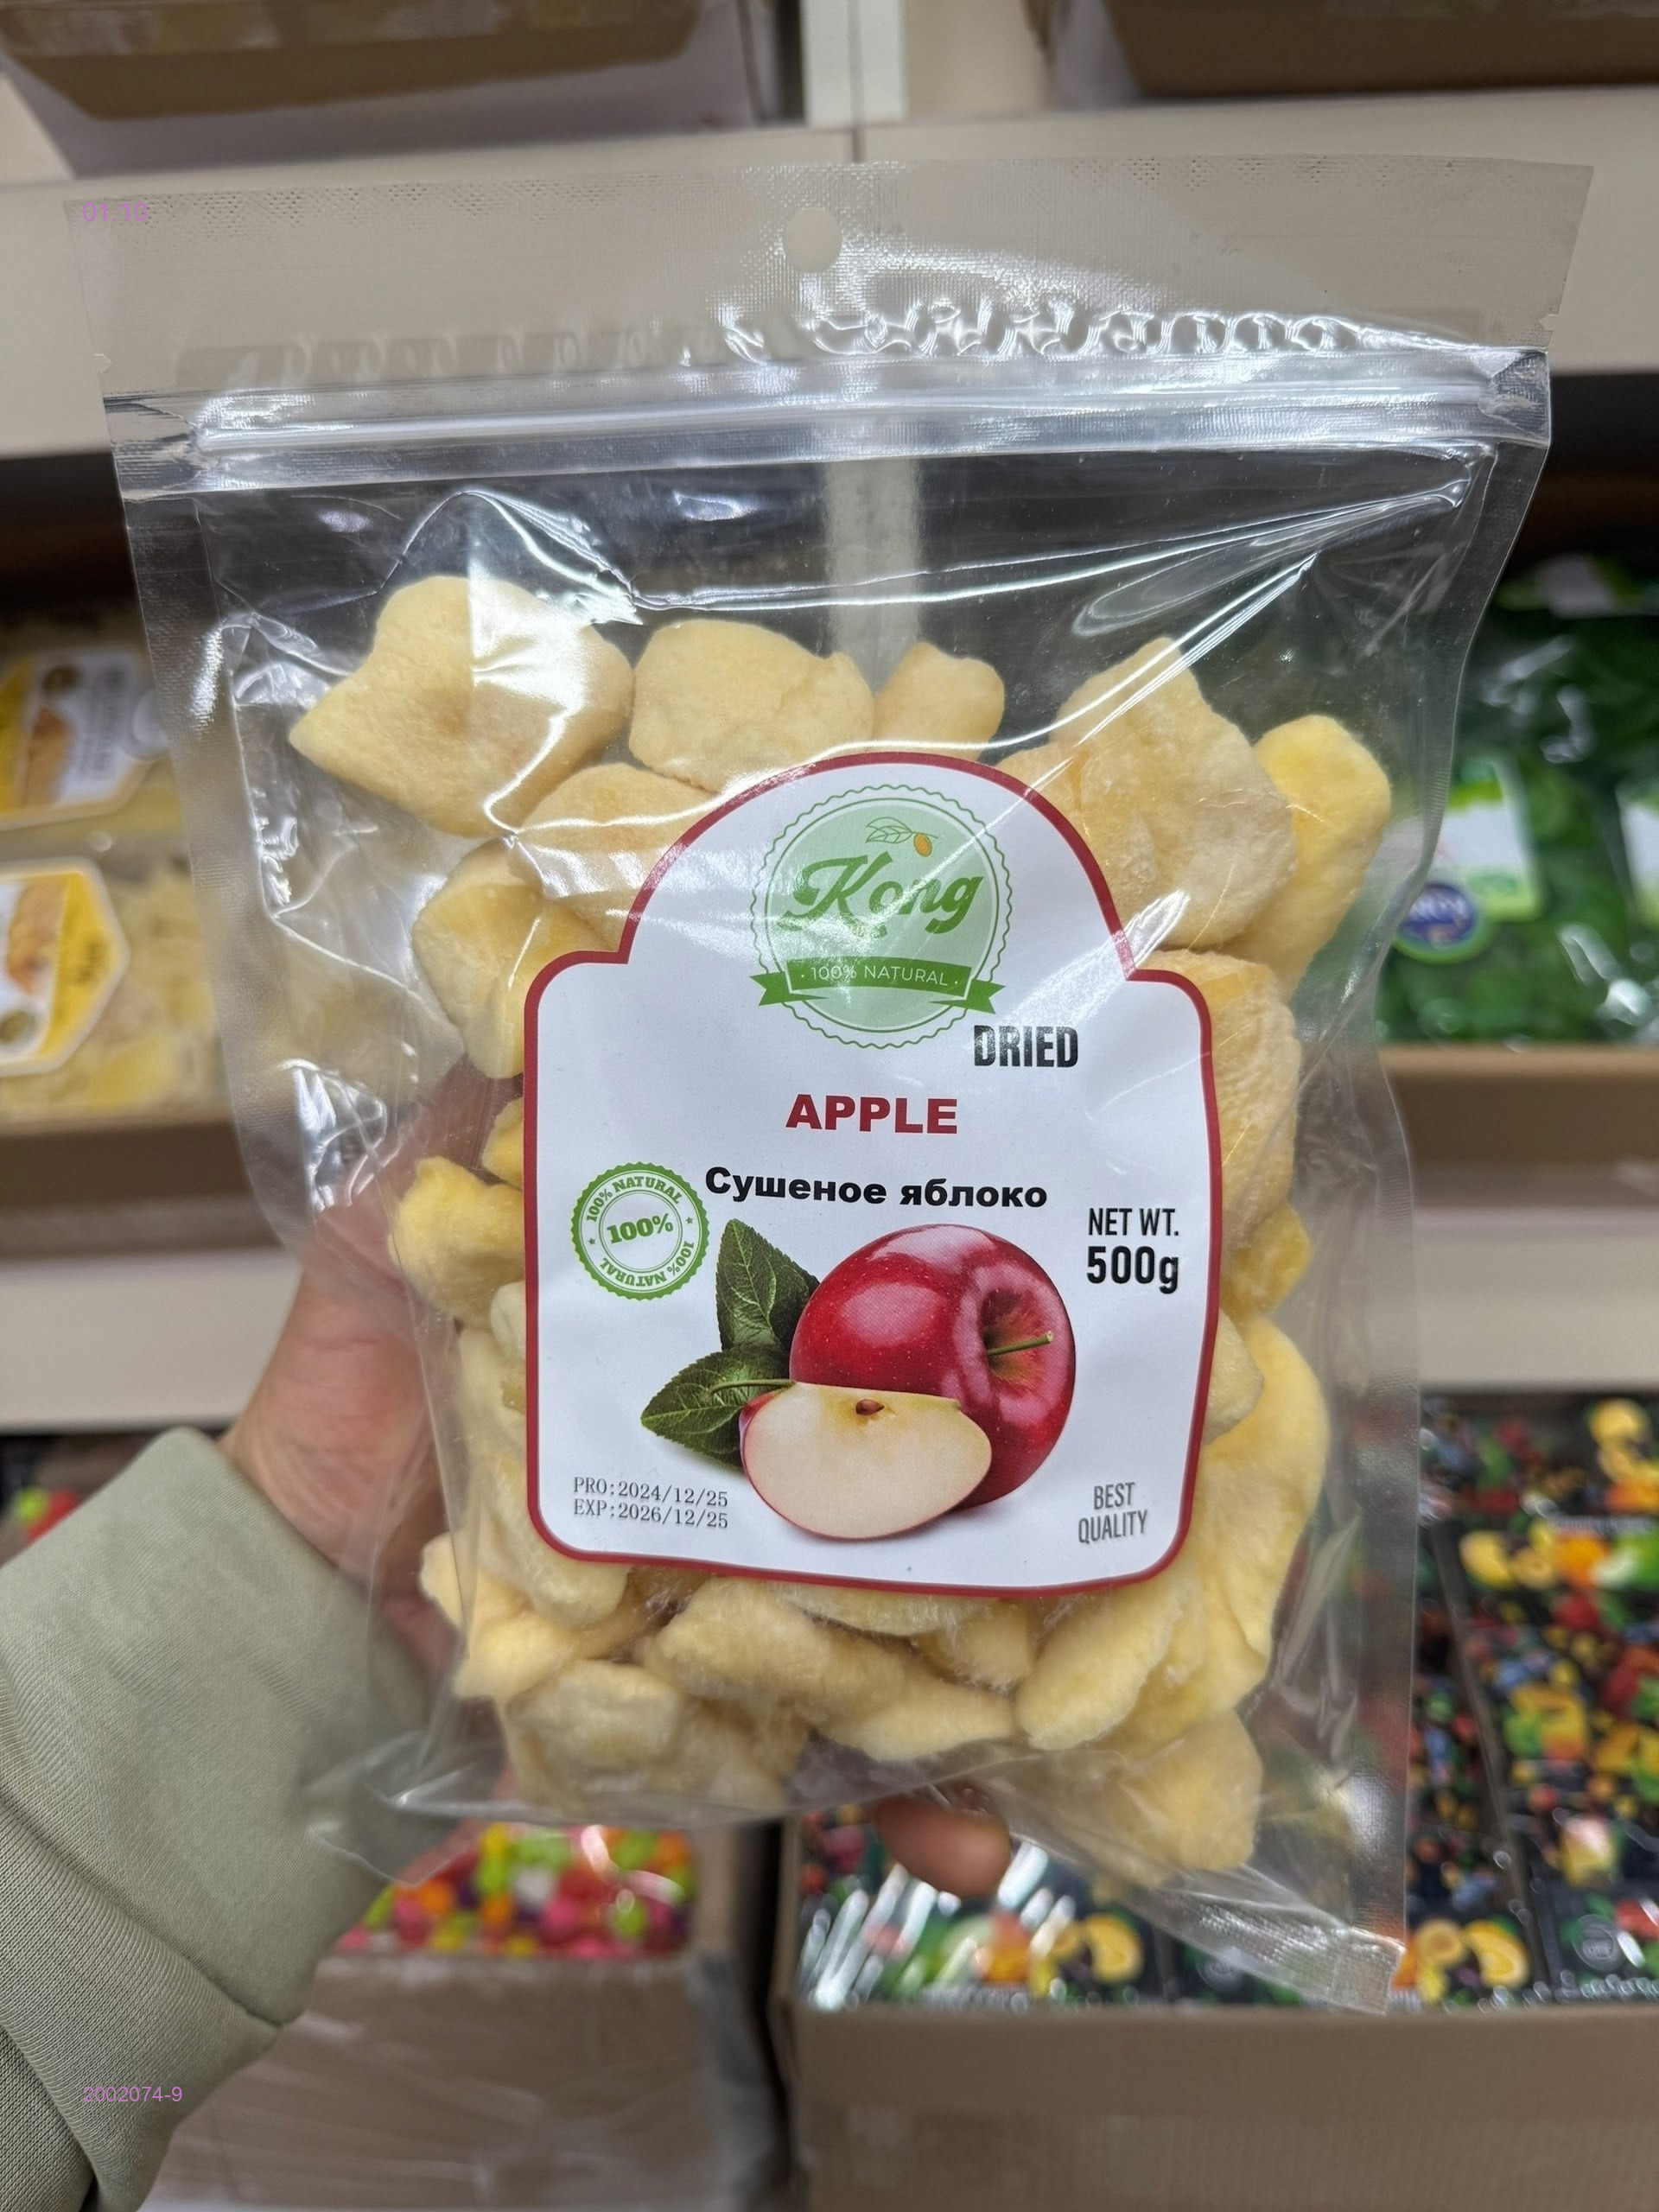 01.10
Kong
· 100% NATURAL ·
DRIED
APPLE
Сушеное яблоко
100% NATURAL
100%
100% NATURAL
NET WT.
500g
PRO:2024/12/25
EXP:2026/12/25
BEST
QUALITY
2002074-9